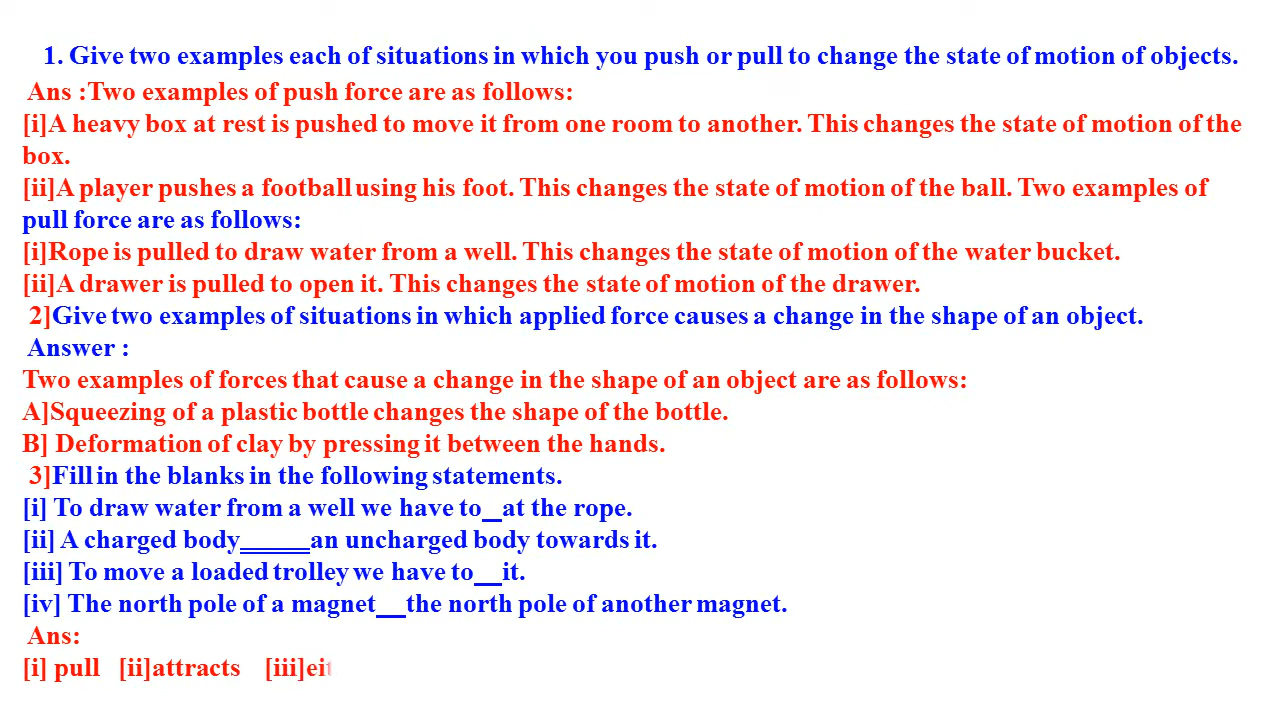 1. Give two examples each of situations in which you push or pull to change the state of motion of objects.
Ans :Two examples of push force are as follows:
[i]A heavy box at rest is pushed to move it from one room to another. This changes the state of motion of the
box.
[ii]A player pushes a football using his foot. This changes the state of motion of the ball. Two examples of
pull force are as follows:
[i]Rope is pulled to draw water from a well. This changes the state of motion of the water bucket.
[ii]A drawer is pulled to open it. This changes the state of motion of the drawer.
2]Give two examples of situations in which applied force causes a change in the shape of an object.
Answer :
Two examples of forces that cause a change in the shape of an object are as follows:
A]Squeezing of a plastic bottle changes the shape of the bottle.
B] Deformation of clay by pressing it between the hands.
3]Fill in the blanks in the following statements.
[i] To draw water from a well we have to_at the rope.
[ii] A charged body_____an uncharged body towards it.
[iii] To move a loaded trolley we have to__it.
[iv] The north pole of a magnet__the north pole of another magnet.
Ans:
[i] pull [ii]attracts [iii]